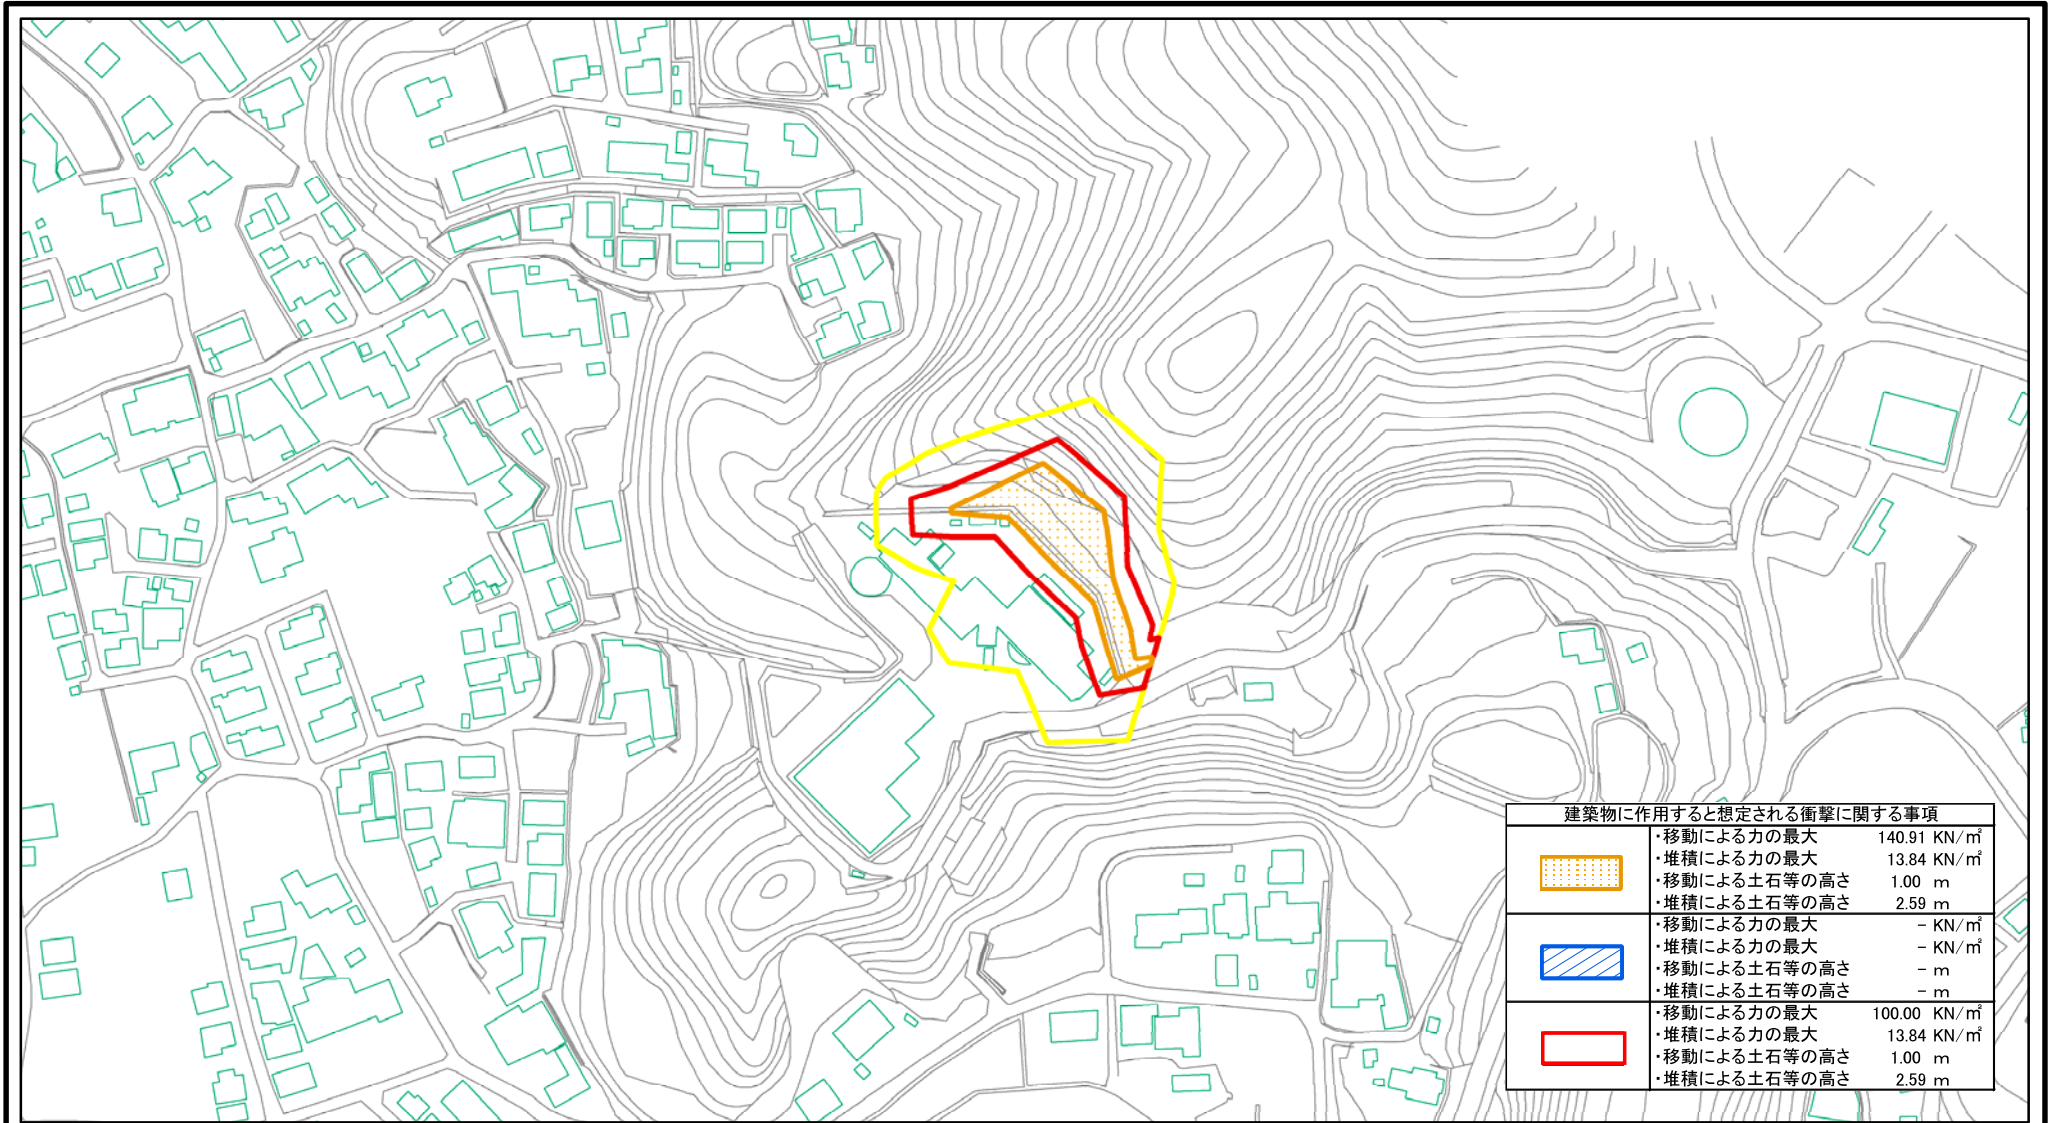 建築物に作用すると想定される衝撃に関する事項
・移動による力の最大 140.91 KN/㎡
・堆積による力の最大 13.84 KN/㎡
・移動による土石等の高さ 1.00 m
・堆積による土石等の高さ 2.59 m
・移動による力の最大 - KN/㎡
・堆積による力の最大 - KN/㎡
・移動による土石等の高さ - m
・堆積による土石等の高さ - m
・移動による力の最大 100.00 KN/㎡
・堆積による力の最大 13.84 KN/㎡
・移動による土石等の高さ 1.00 m
・堆積による土石等の高さ 2.59 m